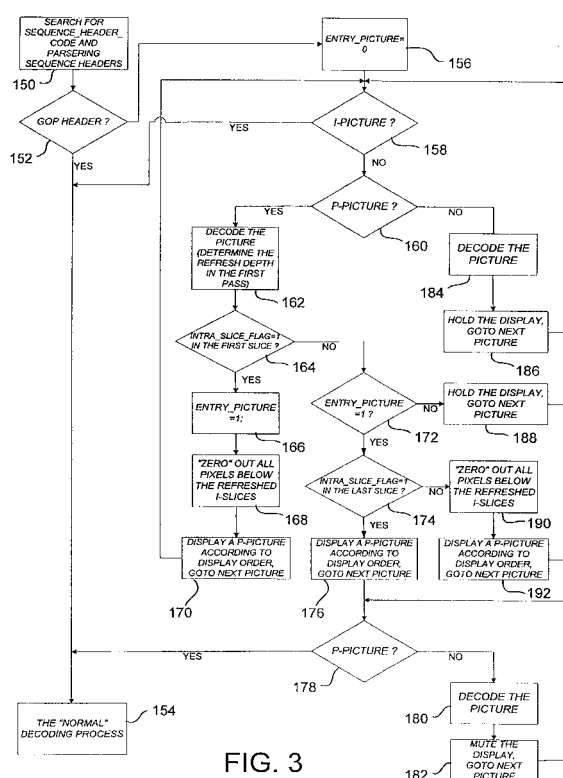 SEARCH FOR
SEQUENCE_HEADER_
CODE AND
PARSERING
SEQUENCE HEADERS
150
ENTRY_PICTURE=
0
156
GOP HEADER ?
152
YES
YES
I-PICTURE ?
158
NO
P-PICTURE ?
160
YES
NO
DECODE THE
PICTURE
(DETERMINE THE
REFRESH DEPTH
IN THE FIRST
PASS)
162
DECODE THE
PICTURE
184
INTRA_SLICE_FLAG=1
IN THE FIRST SLICE ?
164
NO
YES
HOLD THE DISPLAY,
GOTO NEXT
PICTURE
186
ENTRY_PICTURE
=1;
166
ENTRY_PICTURE
=1 ?
172
NO
YES
HOLD THE DISPLAY,
GOTO NEXT
PICTURE
188
"ZERO" OUT ALL
PIXELS BELOW
THE REFRESHED
I-SLICES
168
INTRA_SLICE_FLAG=1
IN THE LAST SLICE ?
174
NO
YES
"ZERO" OUT ALL
PIXELS BELOW
THE REFRESHED
I-SLICES
190
DISPLAY A P-PICTURE
ACCORDING TO
DISPLAY ORDER,
GOTO NEXT PICTURE
170
DISPLAY A P-PICTURE
ACCORDING TO
DISPLAY ORDER,
GOTO NEXT PICTURE
176
DISPLAY A P-PICTURE
ACCORDING TO
DISPLAY ORDER,
GOTO NEXT PICTURE
192
P-PICTURE ?
178
YES
NO
THE "NORMAL"
DECODING PROCESS
154
DECODE THE
PICTURE
180
MUTE THE
DISPLAY,
GOTO NEXT
PICTURE
182
FIG. 3